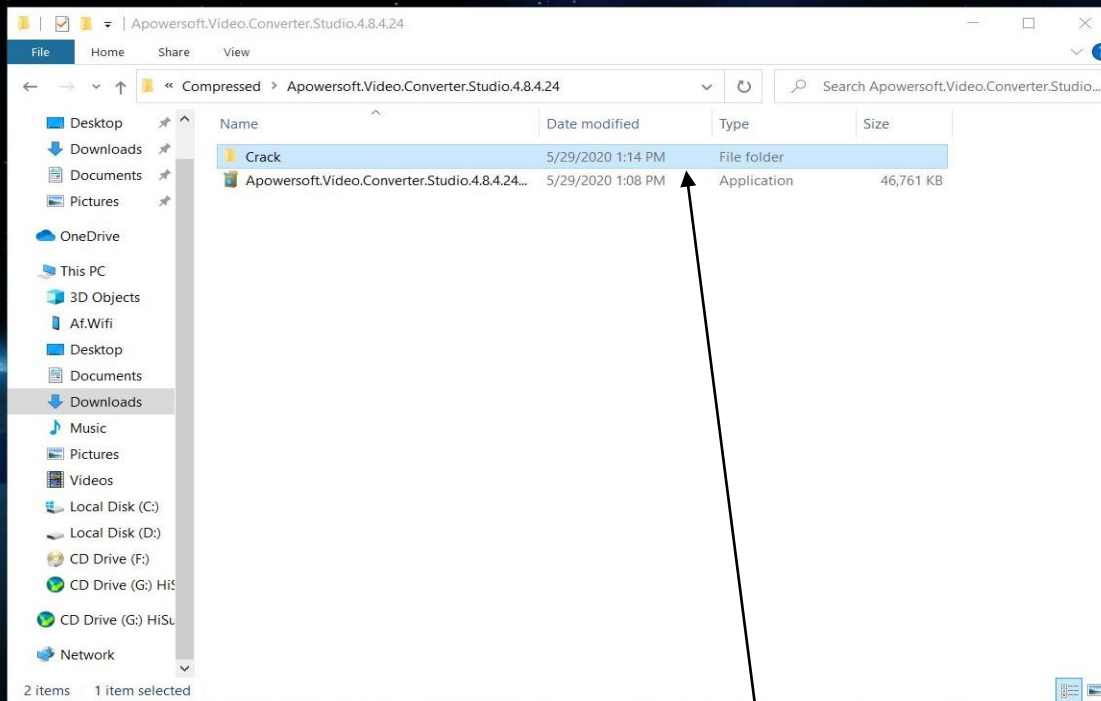 Apowersoft.Video.Converter.Studio.4.8.4.24
File Home Share View
« Compressed > Apowersoft.Video.Converter.Studio.4.8.4.24
Search Apowersoft.Video.Converter.Studio...
Name Date modified Type Size
Crack 5/29/2020 1:14 PM File folder
Apowersoft.Video.Converter.Studio.4.8.4.24... 5/29/2020 1:08 PM Application 46,761 KB
Desktop
Downloads
Documents
Pictures
OneDrive
This PC
3D Objects
Af.Wifi
Desktop
Documents
Downloads
Music
Pictures
Videos
Local Disk (C:)
Local Disk (D:)
CD Drive (F:)
CD Drive (G:) HiS
CD Drive (G:) HiSu
Network
2 items 1 item selected